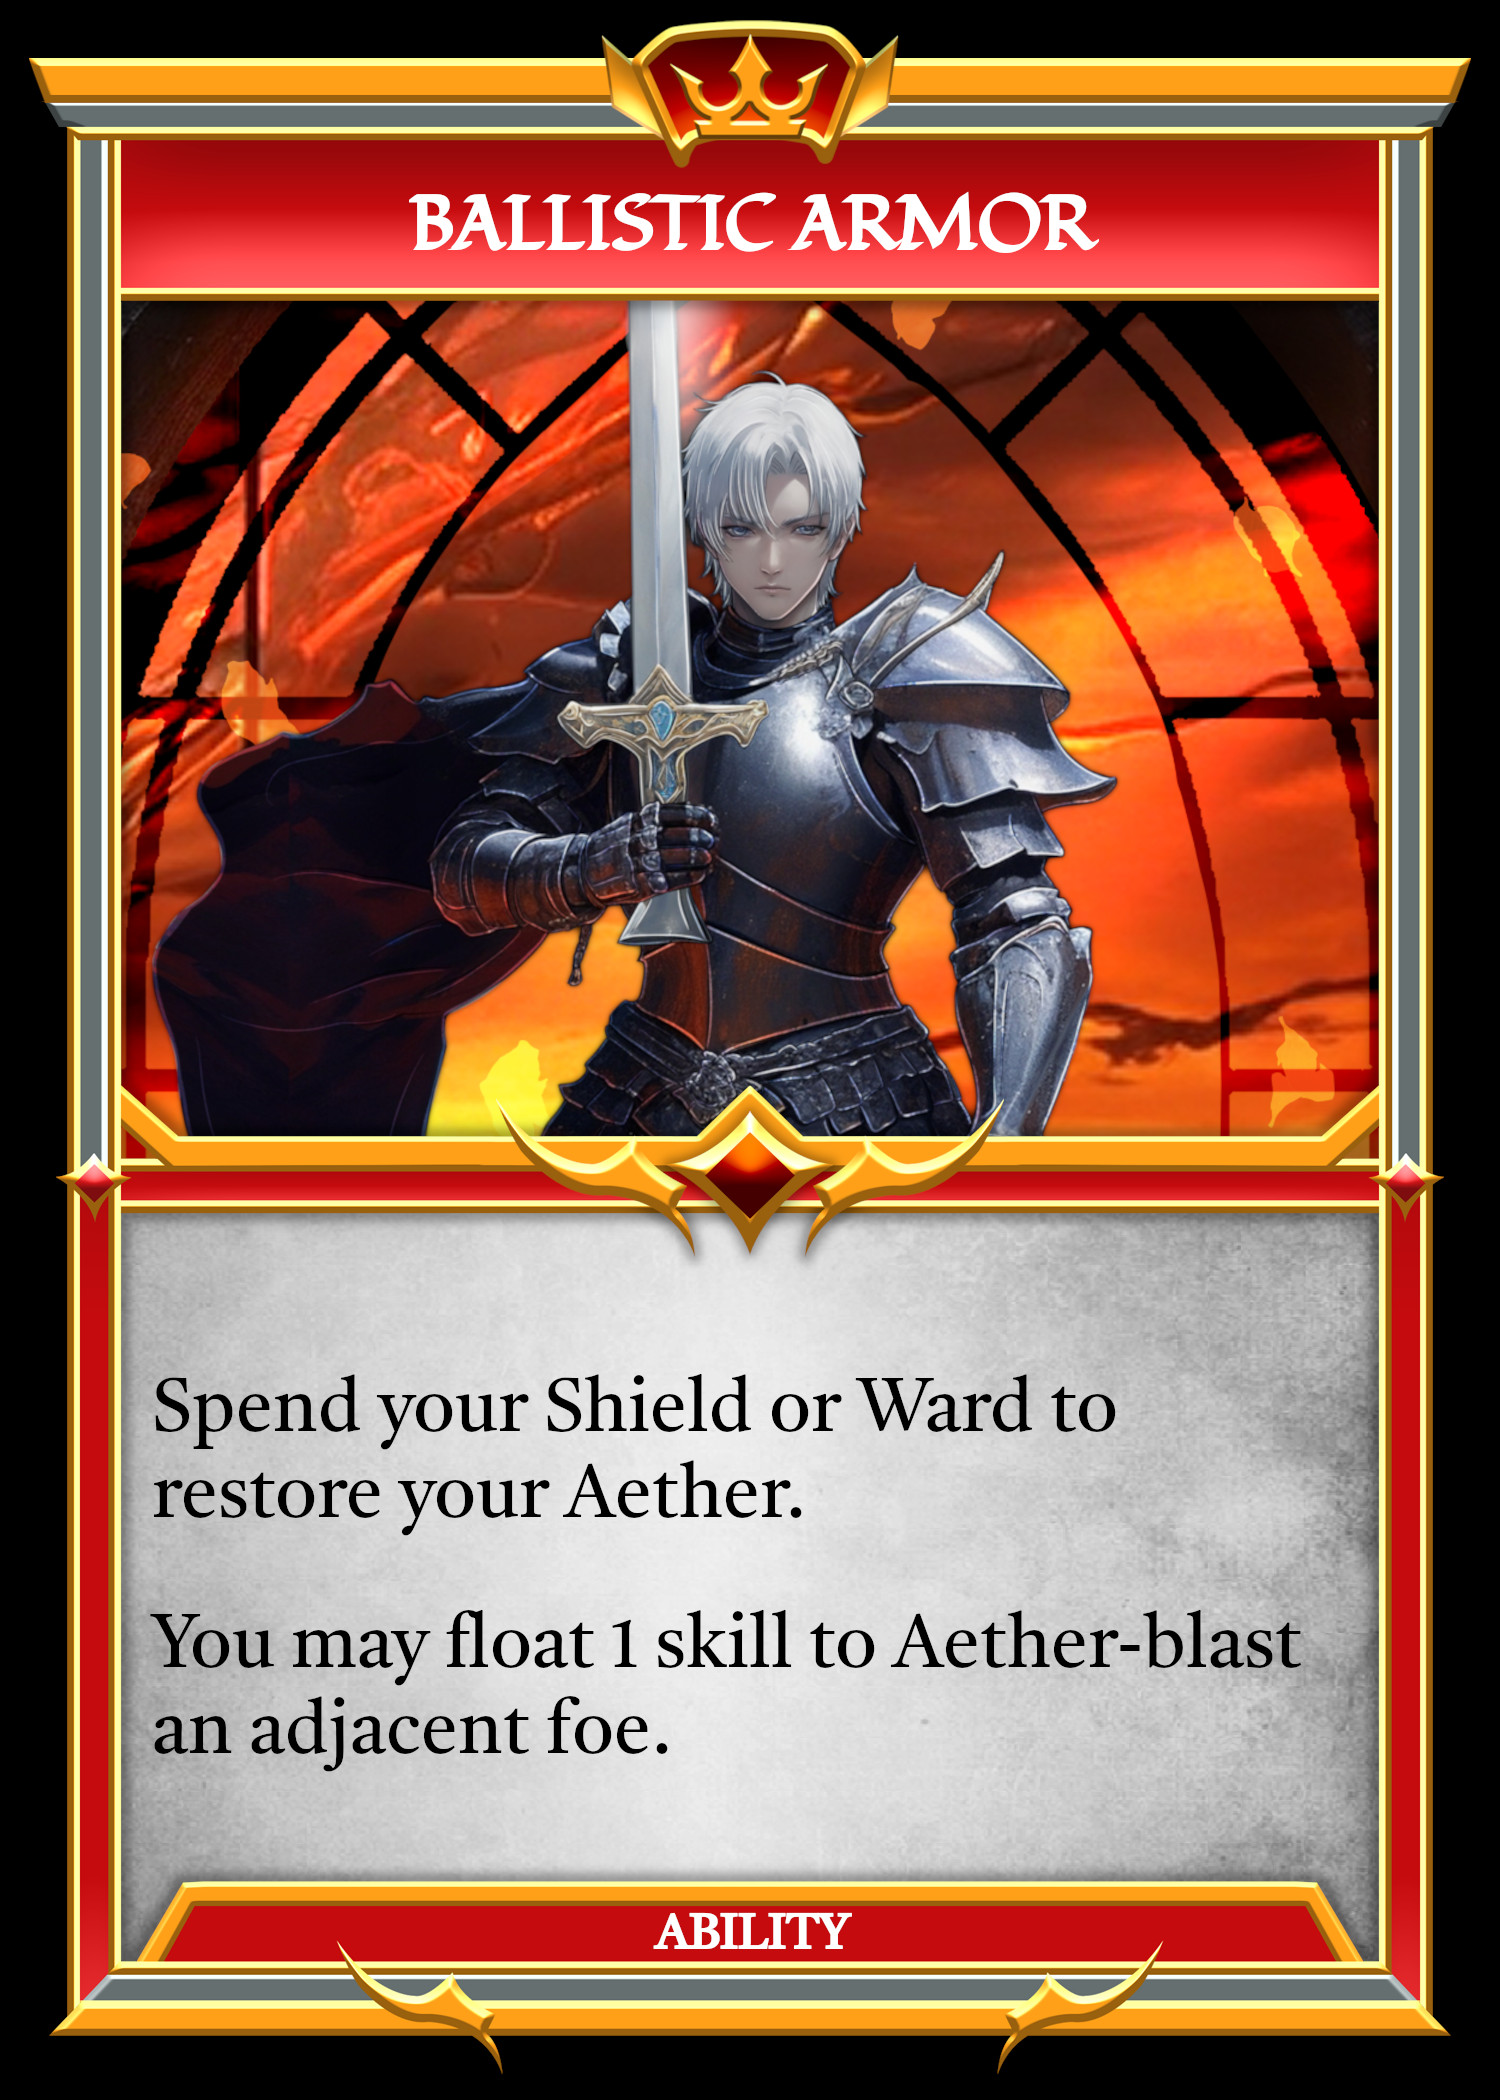 BALLISTIC ARMOR
Spend your Shield or Ward to
restore your Aether.
You may float 1 skill to Aether-blast
an adjacent foe.
ABILITY